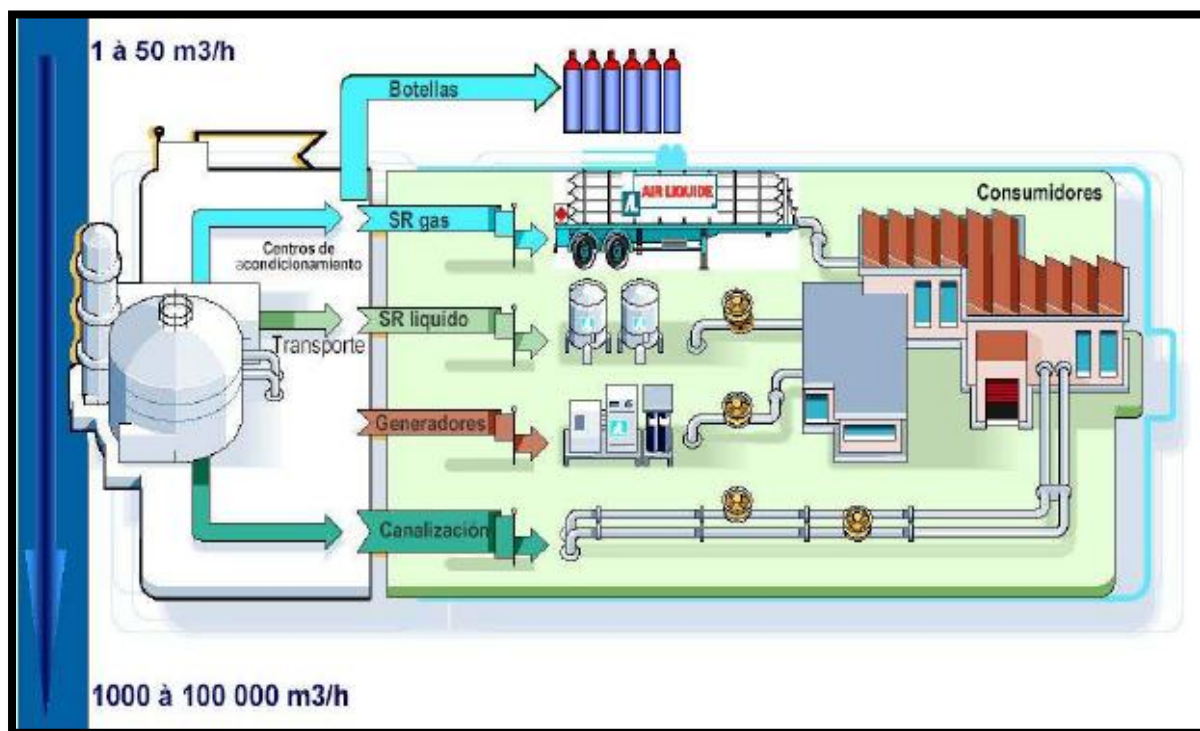 1 à 50 m3/h
Botellas
AIR LIQUIDE
Consumidores
SR gas
Centros de
acondicionamiento
SR liquido
Transporte
Generadores
Canalización
1000 à 100 000 m3/h